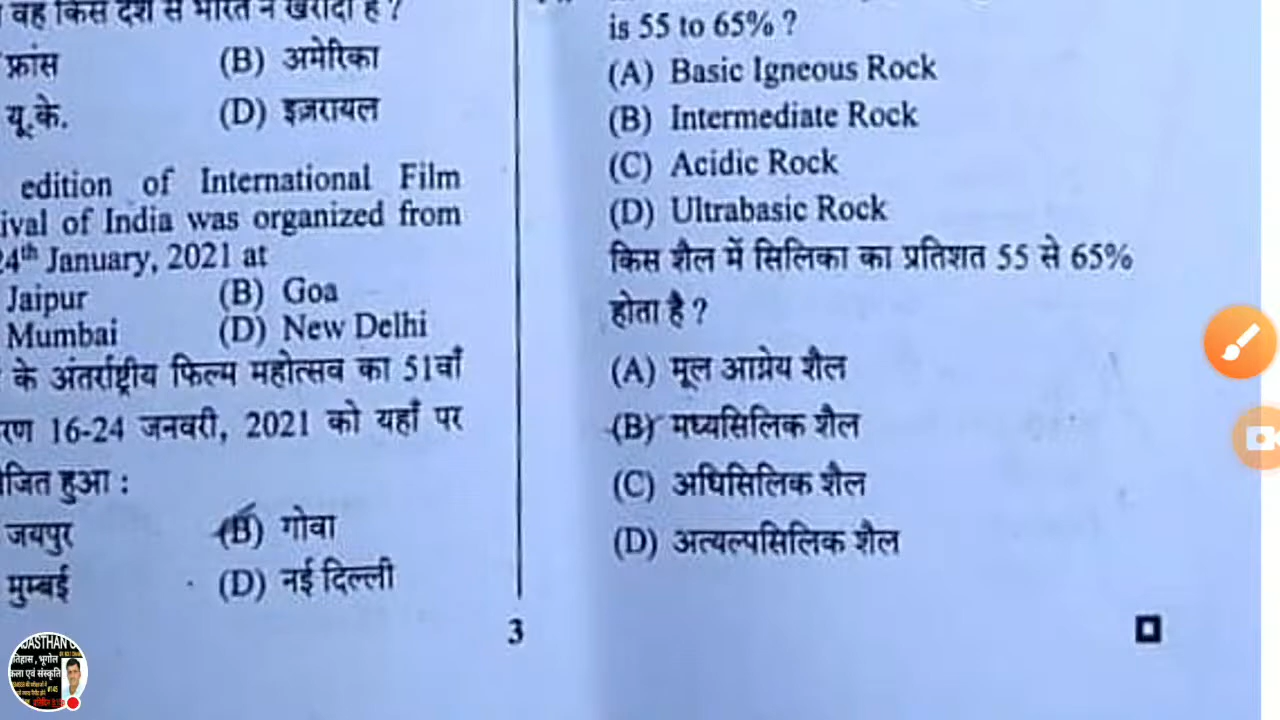 वह किस देश से भारत ने खरीदा है ?
फ्रांस (B) अमेरिका
यू.के. (D) इज़रायल
edition of International Film
ival of India was organized from
24th January, 2021 at
Jaipur (B) Goa
Mumbai (D) New Delhi
के अंतर्राष्ट्रीय फिल्म महोत्सव का 51वाँ
रण 16-24 जनवरी, 2021 को यहाँ पर
जित हुआ :
जयपुर (B) गोवा
मुम्बई (D) नई दिल्ली
is 55 to 65% ?
(A) Basic Igneous Rock
(B) Intermediate Rock
(C) Acidic Rock
(D) Ultrabasic Rock
किस शैल में सिलिका का प्रतिशत 55 से 65%
होता है ?
(A) मूल आग्नेय शैल
(B) मध्यसिलिक शैल
(C) अधिसिलिक शैल
(D) अत्यल्पसिलिक शैल
3